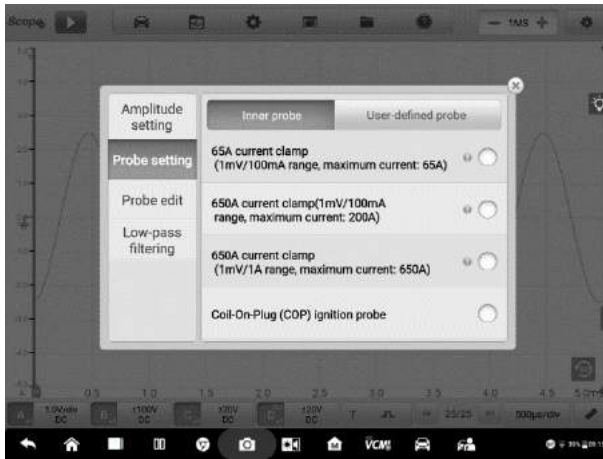 Scope
1MS
Amplitude
setting
Probe setting
Probe edit
Low-pass
filtering
Inner probe
User-defined probe
65A current clamp
(1mV/100mA range, maximum current: 65A)
650A current clamp(1mV/100mA
range, maximum current: 200A)
650A current clamp
(1mV/1A range, maximum current: 650A)
Coil-On-Plug (COP) ignition probe
0.5 1.0 1.5 2.0 2.5 3.0 3.5 4.0 4.5
A
DC
B
±100V
DC
C
±20V
DC
D
±20V
DC
T
25/25
500μs/div
VCMI